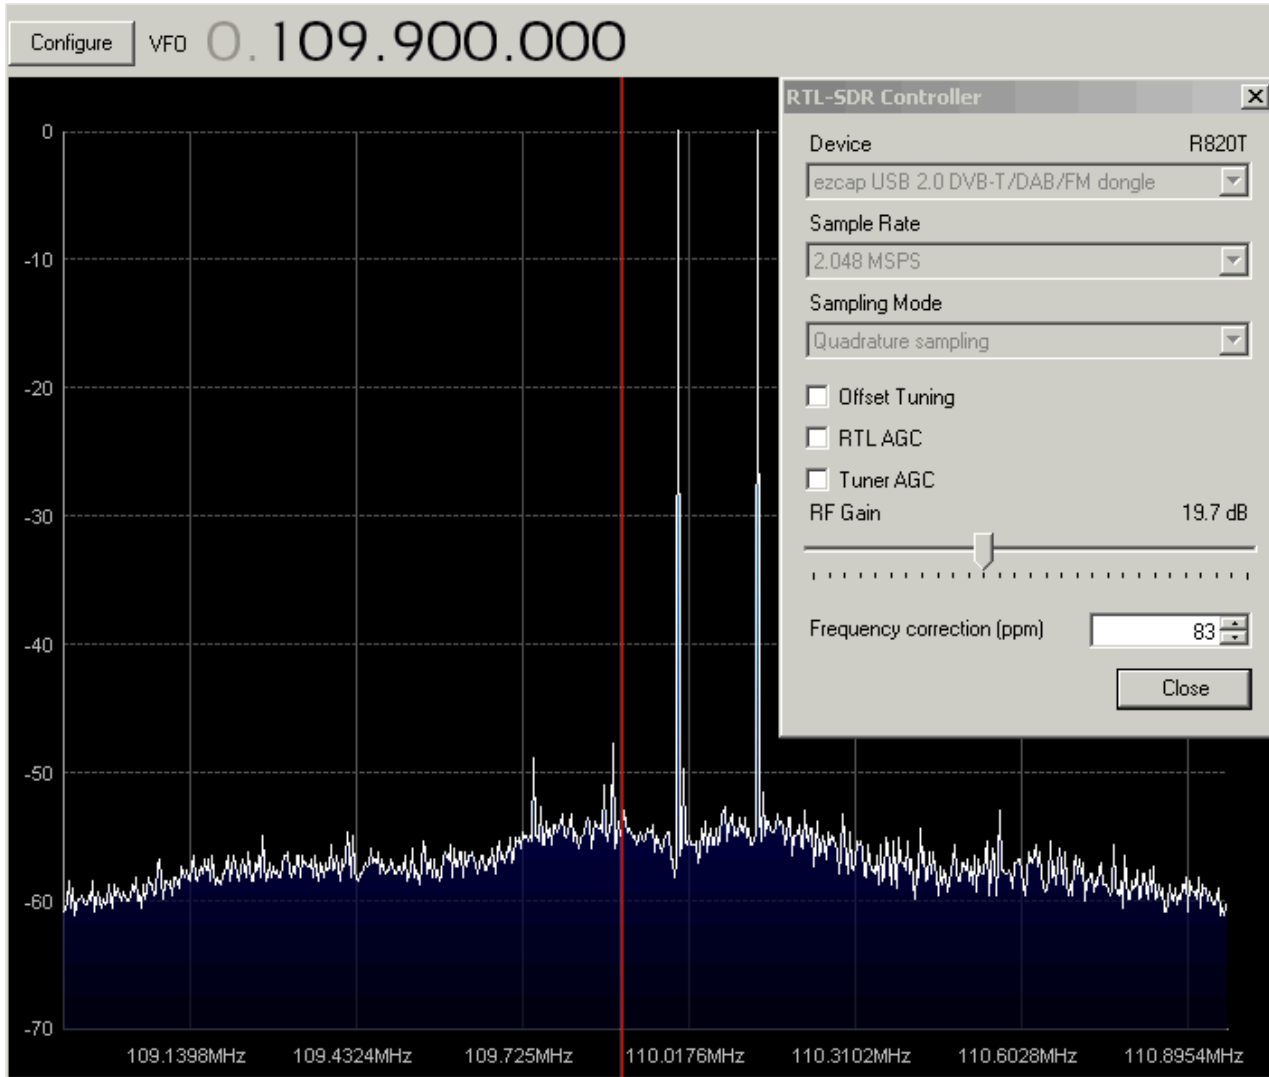 Configure VFO 0.109.900.000
RTL-SDR Controller
Device R820T
ezcap USB 2.0 DVB-T/DAB/FM dongle
Sample Rate
2.048 MSPS
Sampling Mode
Quadrature sampling
Offset Tuning
RTL AGC
Tuner AGC
RF Gain 19.7 dB
Frequency correction (ppm) 83
Close
0
-10
-20
-30
-40
-50
-60
-70
109.1398MHz 109.4324MHz 109.725MHz 110.0176MHz 110.3102MHz 110.6028MHz 110.8954MHz